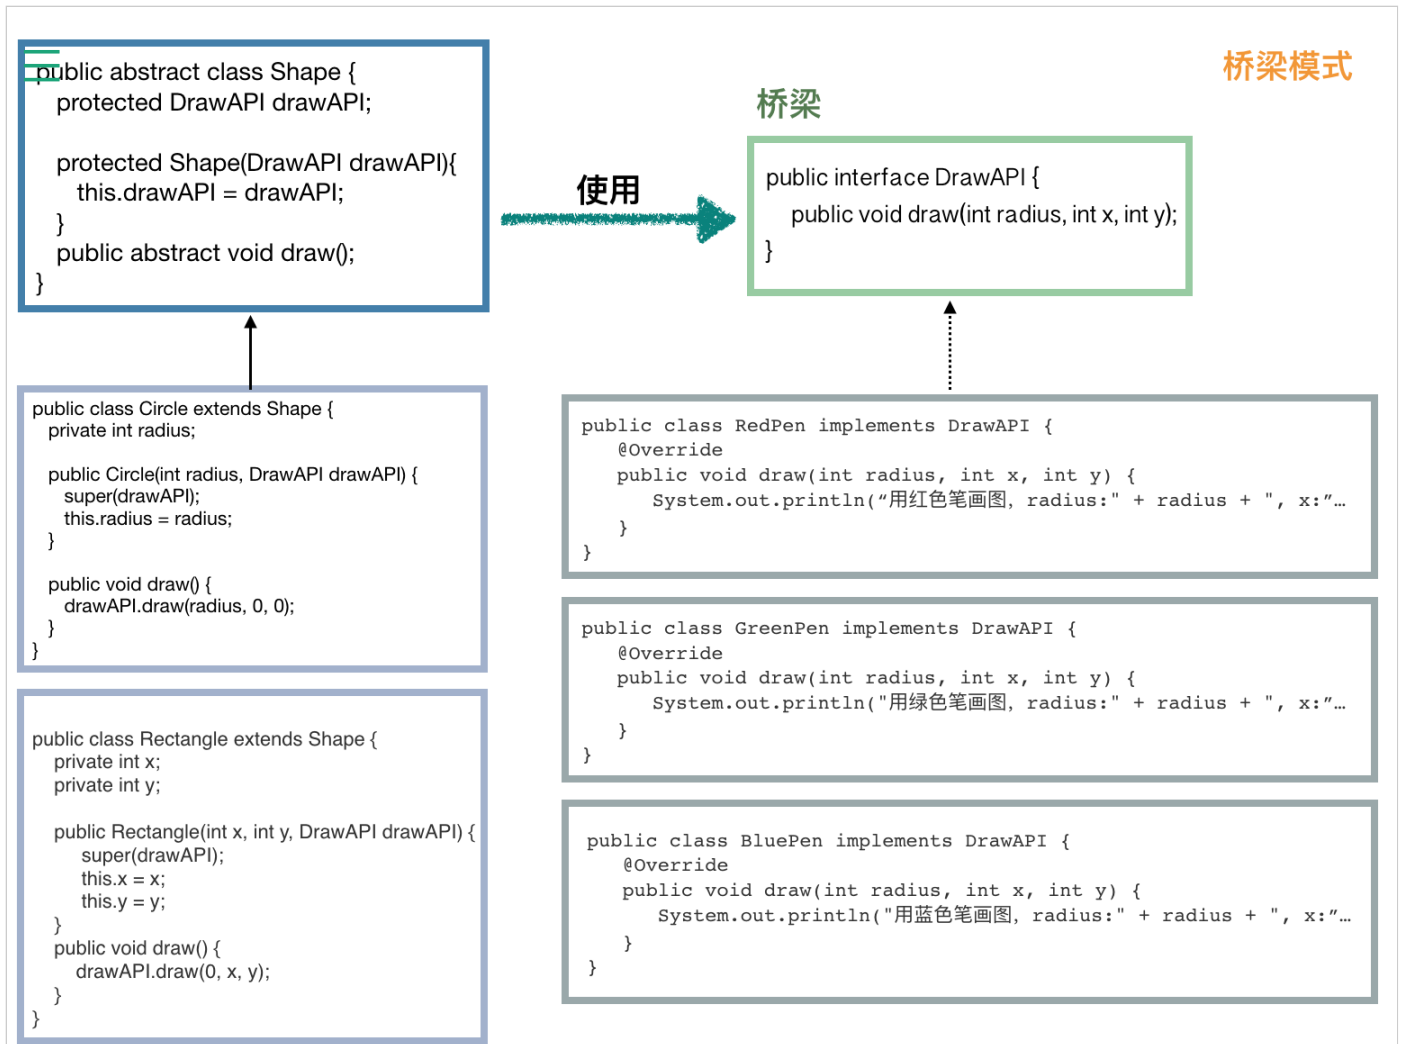 桥梁模式
public abstract class Shape {
protected DrawAPI drawAPI;
protected Shape(DrawAPI drawAPI){
this.drawAPI = drawAPI;
}
public abstract void draw();
}
使用
桥梁
public interface DrawAPI {
public void draw(int radius, int x, int y);
}
public class Circle extends Shape {
private int radius;
public Circle(int radius, DrawAPI drawAPI) {
super(drawAPI);
this.radius = radius;
}
public void draw() {
drawAPI.draw(radius, 0, 0);
}
}
public class Rectangle extends Shape {
private int x;
private int y;
public Rectangle(int x, int y, DrawAPI drawAPI) {
super(drawAPI);
this.x = x;
this.y = y;
}
public void draw() {
drawAPI.draw(0, x, y);
}
}
public class RedPen implements DrawAPI {
@Override
public void draw(int radius, int x, int y) {
System.out.println(“用红色笔画图，radius:" + radius + ", x:”…
}
}
public class GreenPen implements DrawAPI {
@Override
public void draw(int radius, int x, int y) {
System.out.println("用绿色笔画图，radius:" + radius + ", x:”…
}
}
public class BluePen implements DrawAPI {
@Override
public void draw(int radius, int x, int y) {
System.out.println("用蓝色笔画图，radius:" + radius + ", x:”…
}
}